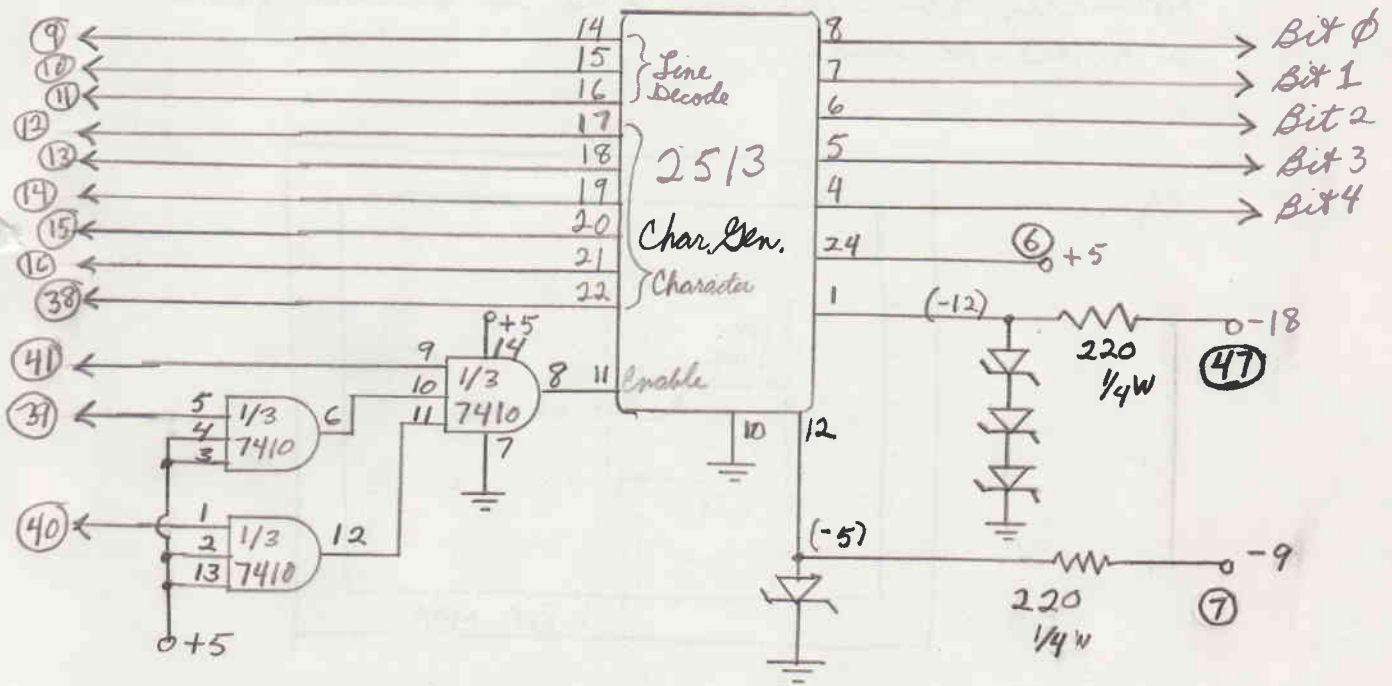 9 14 8 Bit φ
10 15 Line 7 Bit 1
11 16 Decode 6 Bit 2
12 17
13 18 2513 5 Bit 3
14 19 4 Bit 4
15 20 Char. Gen. 24 6 +5
16 21
38 22 Character 1 (-12) -18
220 47
1/4W
+5
14
41 9 1/3 8 11 Enable
10 7410
11
7
10 12
39 5 1/3 6
4 7410
3
40 1 1/3 12
2 7410
13
+5
(-5) -9
220 7
1/4W